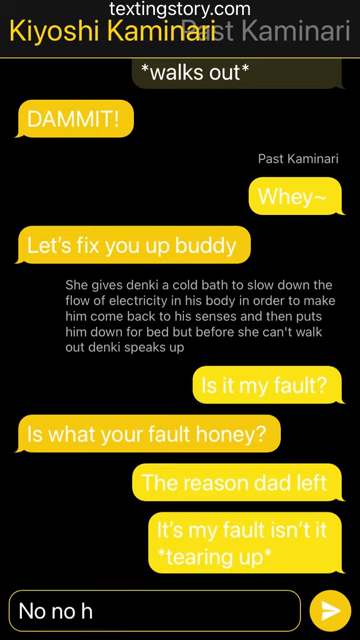 textingstory.com
Kiyoshi Kaminari
Past Kaminari
*walks out*
DAMMIT!
Past Kaminari
Whey~
Let's fix you up buddy
She gives denki a cold bath to slow down the
flow of electricity in his body in order to make
him come back to his senses and then puts
him down for bed but before she can't walk
out denki speaks up
Is it my fault?
Is what your fault honey?
The reason dad left
It's my fault isn't it
*tearing up*
No no h